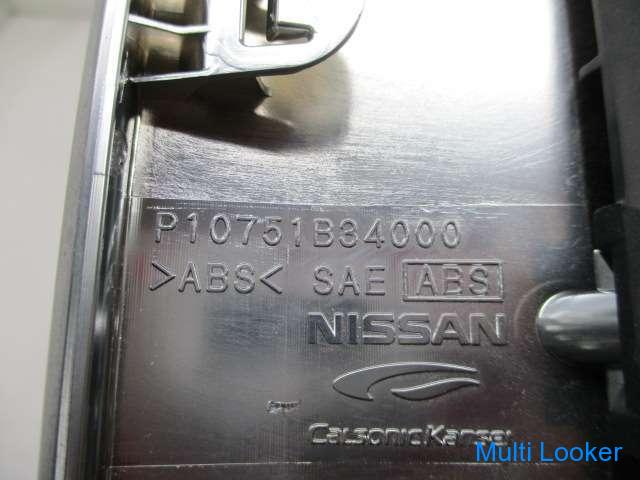 P10751B34000
>ABS< SAE ABS
NISSAN
CalsonicKansei
Multi Looker